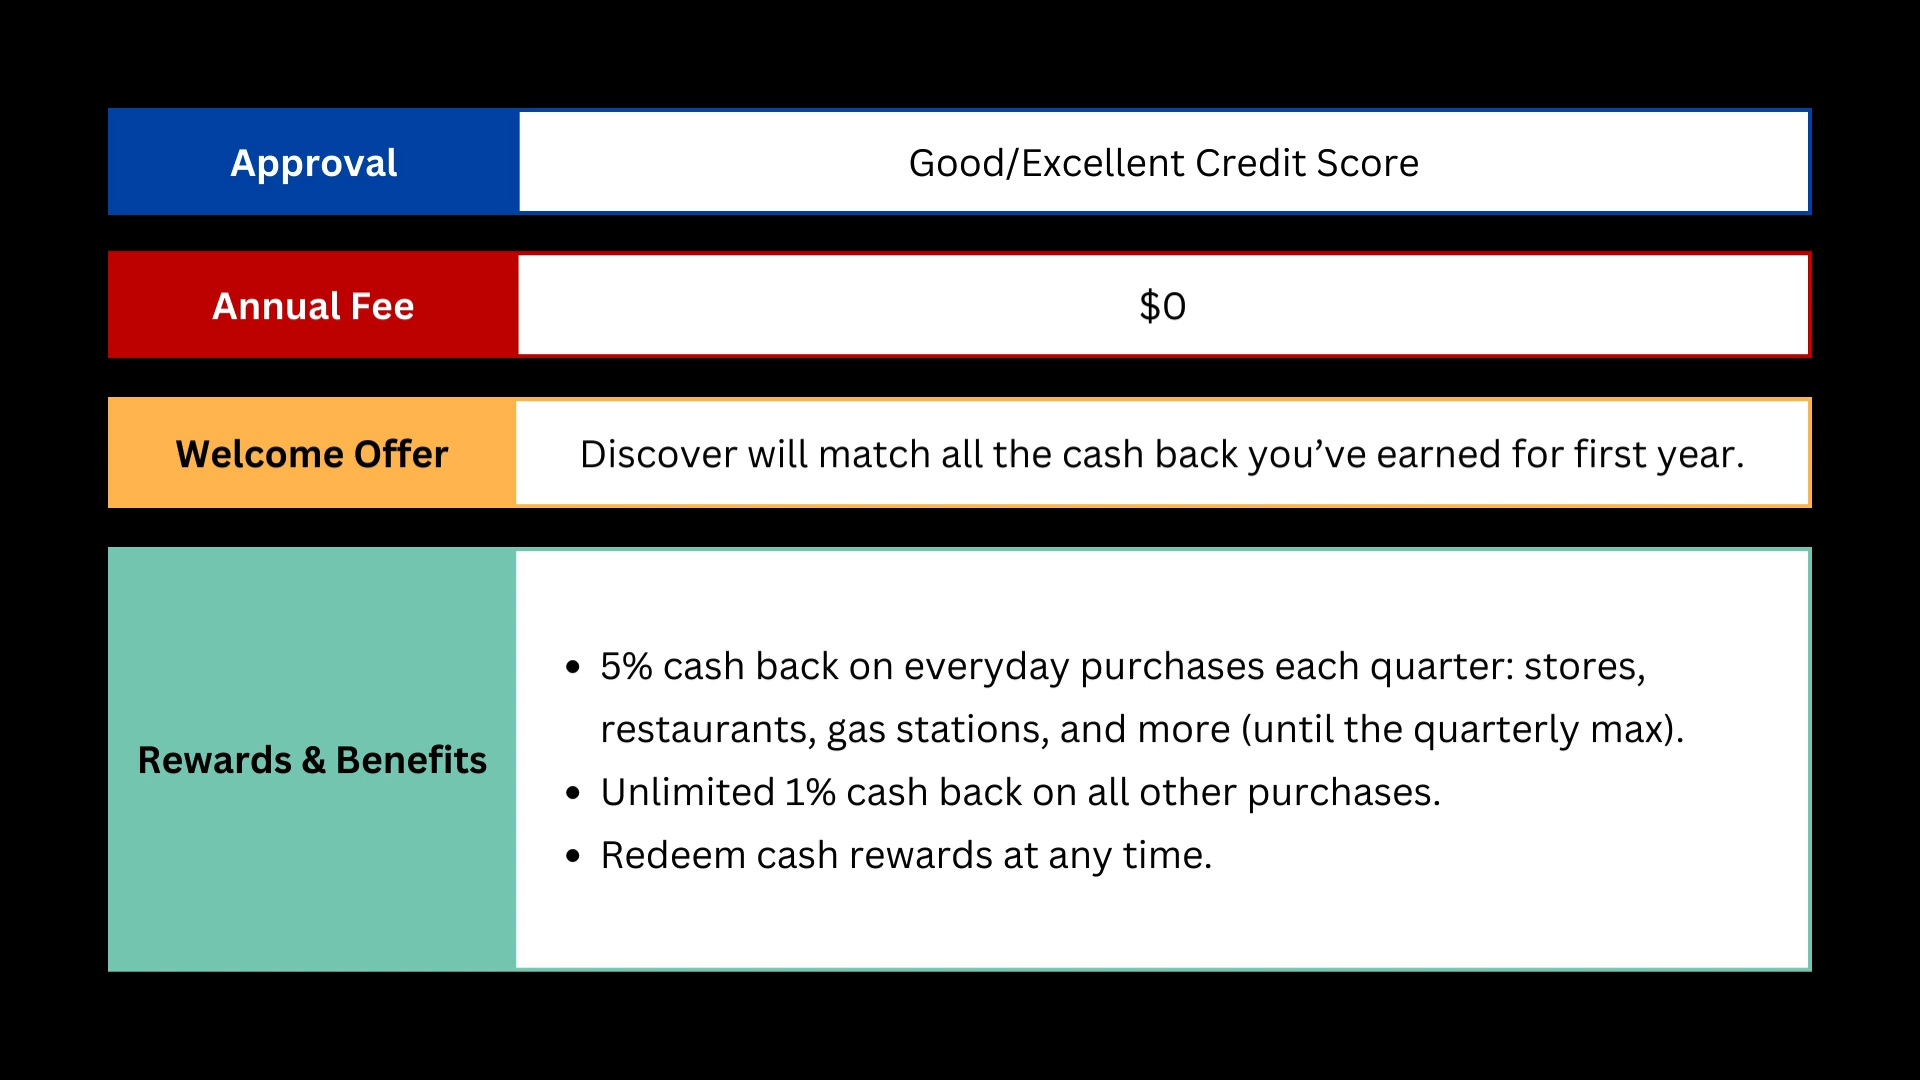 Approval
Good/Excellent Credit Score
Annual Fee
$0
Welcome Offer
Discover will match all the cash back you’ve earned for first year.
Rewards & Benefits
• 5% cash back on everyday purchases each quarter: stores,
restaurants, gas stations, and more (until the quarterly max).
• Unlimited 1% cash back on all other purchases.
• Redeem cash rewards at any time.